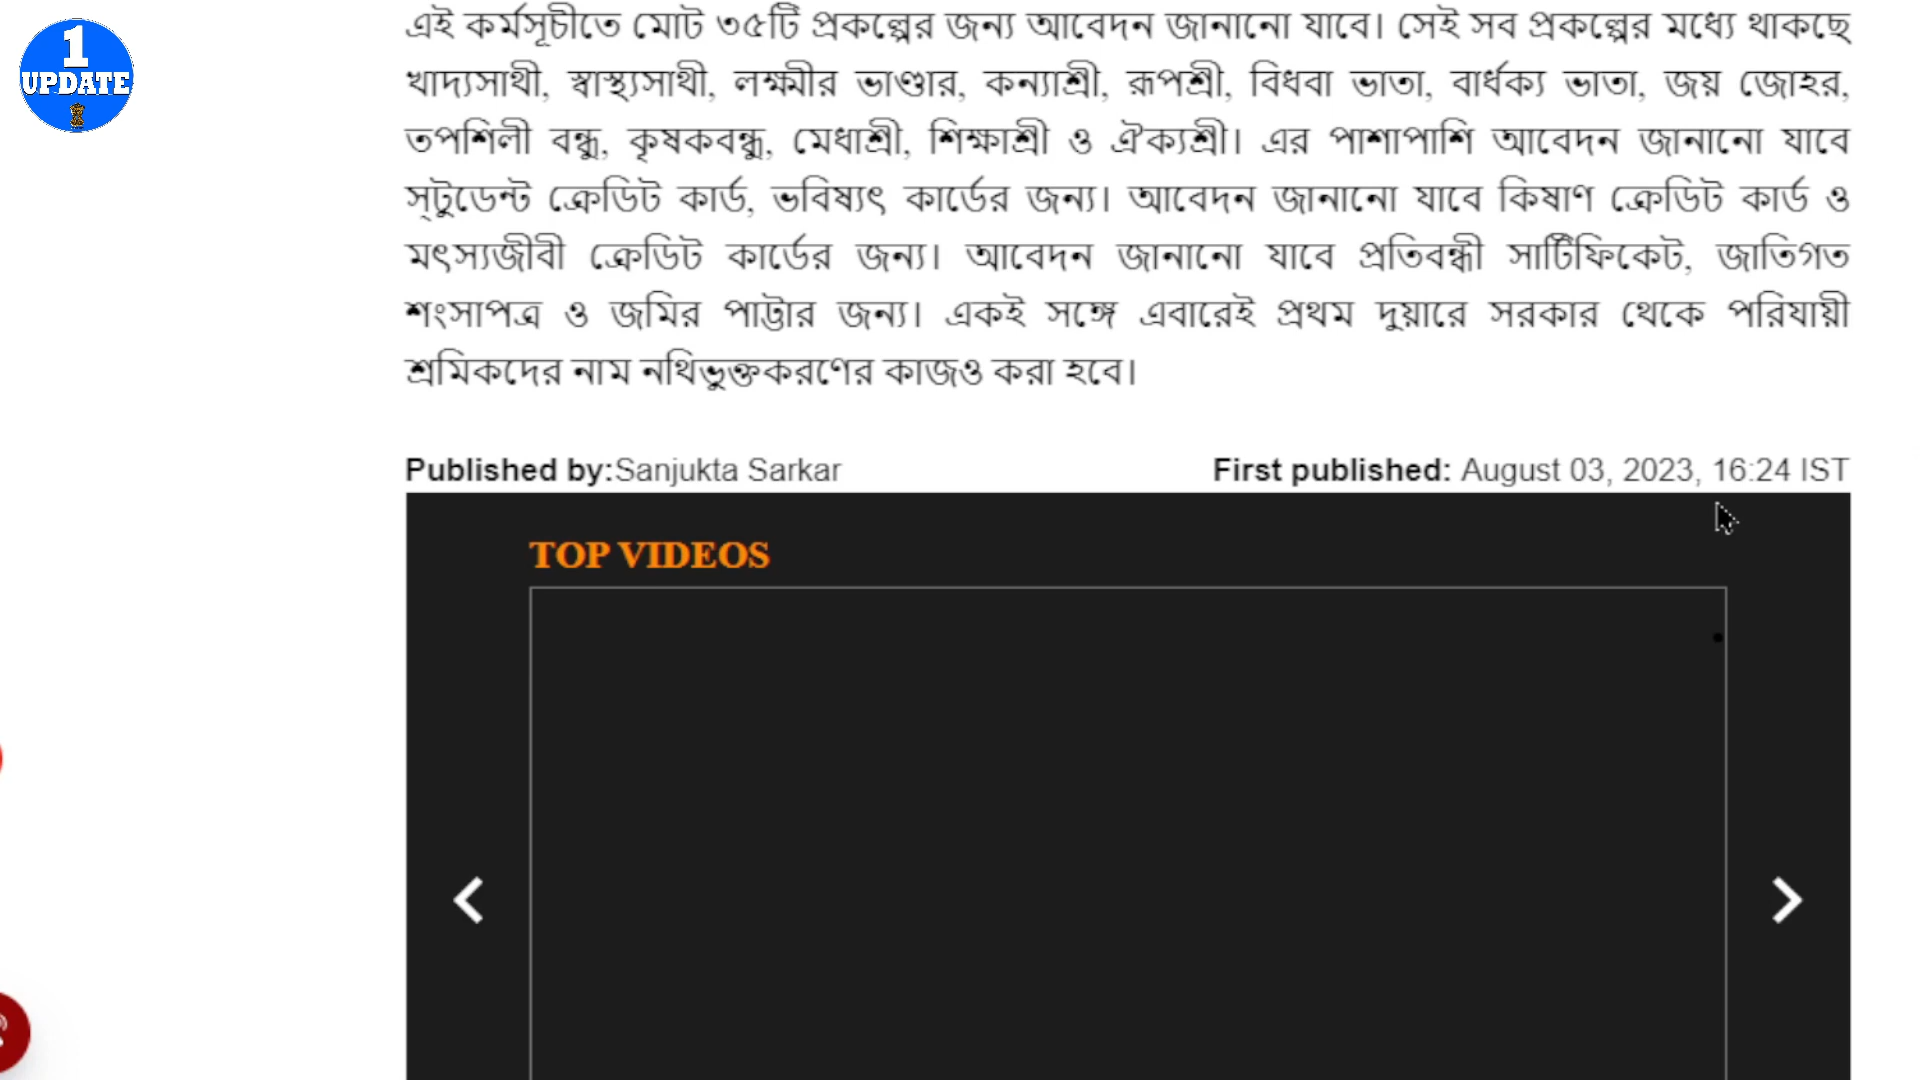 1
UPDATE
এই কর্মসূচীতে মোট ৩৫টি প্রকল্পের জন্য আবেদন জানানো যাবে। সেই সব প্রকল্পের মধ্যে থাকছে
খাদ্যসাথী, স্বাস্থ্যসাথী, লক্ষ্মীর ভাণ্ডার, কন্যাশ্রী, রূপশ্রী, বিধবা ভাতা, বার্ধক্য ভাতা, জয় জোহর,
তপশিলী বন্ধু, কৃষকবন্ধু, মেধাশ্রী, শিক্ষাশ্রী ও ঐক্যশ্রী। এর পাশাপাশি আবেদন জানানো যাবে
স্টুডেন্ট ক্রেডিট কার্ড, ভবিষ্যৎ কার্ডের জন্য। আবেদন জানানো যাবে কিষাণ ক্রেডিট কার্ড ও
মৎস্যজীবী ক্রেডিট কার্ডের জন্য। আবেদন জানানো যাবে প্রতিবন্ধী সার্টিফিকেট, জাতিগত
শংসাপত্র ও জমির পাট্টার জন্য। একই সঙ্গে এবারেই প্রথম দুয়ারে সরকার থেকে পরিযায়ী
শ্রমিকদের নাম নথিভুক্তকরণের কাজও করা হবে।
Published by:Sanjukta Sarkar
First published: August 03, 2023, 16:24 IST
TOP VIDEOS